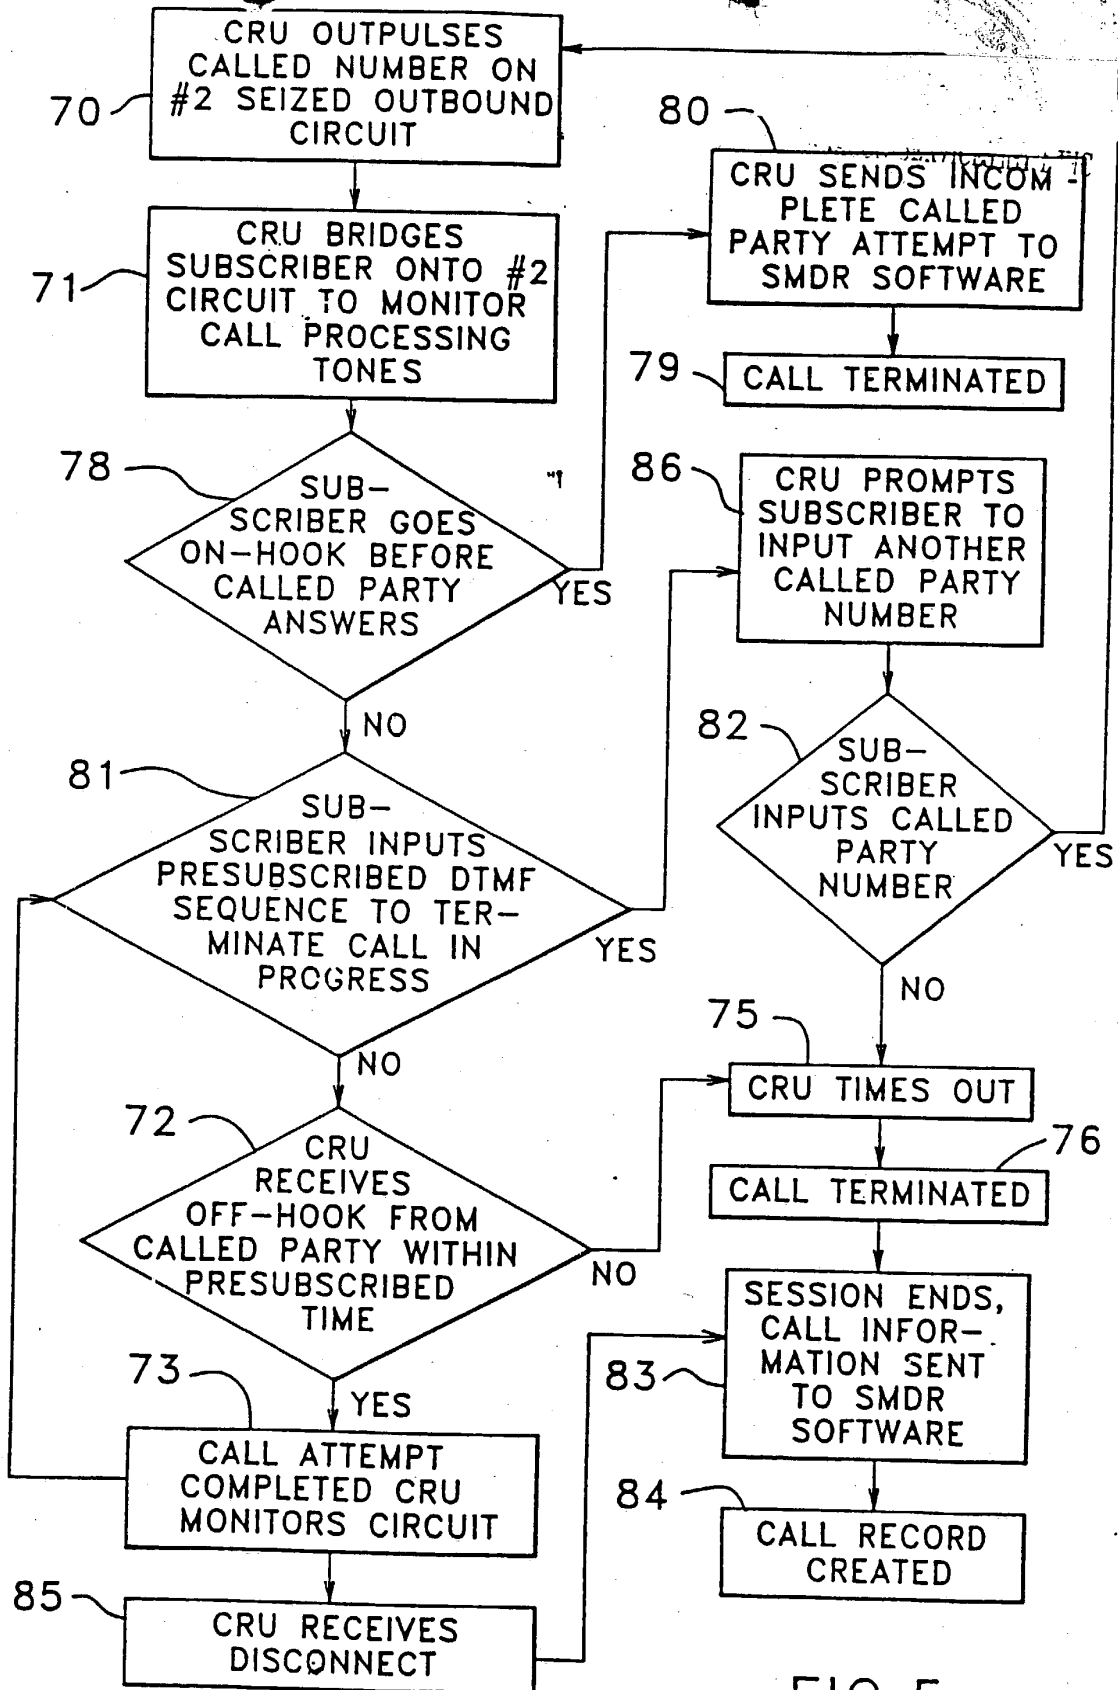 CRU OUTPULSES
CALLED NUMBER ON
#2 SEIZED OUTBOUND
CIRCUIT
70
CRU BRIDGES
SUBSCRIBER ONTO #2
CIRCUIT TO MONITOR
CALL PROCESSING
TONES
71
78
SUB-
SCRIBER GOES
ON-HOOK BEFORE
CALLED PARTY
ANSWERS
YES
NO
80
CRU SENDS INCOM-
PLETE CALLED
PARTY ATTEMPT TO
SMDR SOFTWARE
79
CALL TERMINATED
81
SUB-
SCRIBER INPUTS
PRESUBSCRIBED DTMF
SEQUENCE TO TER-
MINATE CALL IN
PROGRESS
YES
NO
86
CRU PROMPTS
SUBSCRIBER TO
INPUT ANOTHER
CALLED PARTY
NUMBER
82
SUB-
SCRIBER
INPUTS CALLED
PARTY
NUMBER
YES
NO
72
CRU
RECEIVES
OFF-HOOK FROM
CALLED PARTY WITHIN
PRESUBSCRIBED
TIME
NO
YES
75
CRU TIMES OUT
76
CALL TERMINATED
73
CALL ATTEMPT
COMPLETED CRU
MONITORS CIRCUIT
83
SESSION ENDS,
CALL INFOR-
MATION SENT
TO SMDR
SOFTWARE
84
CALL RECORD
CREATED
85
CRU RECEIVES
DISCONNECT
FIG 5